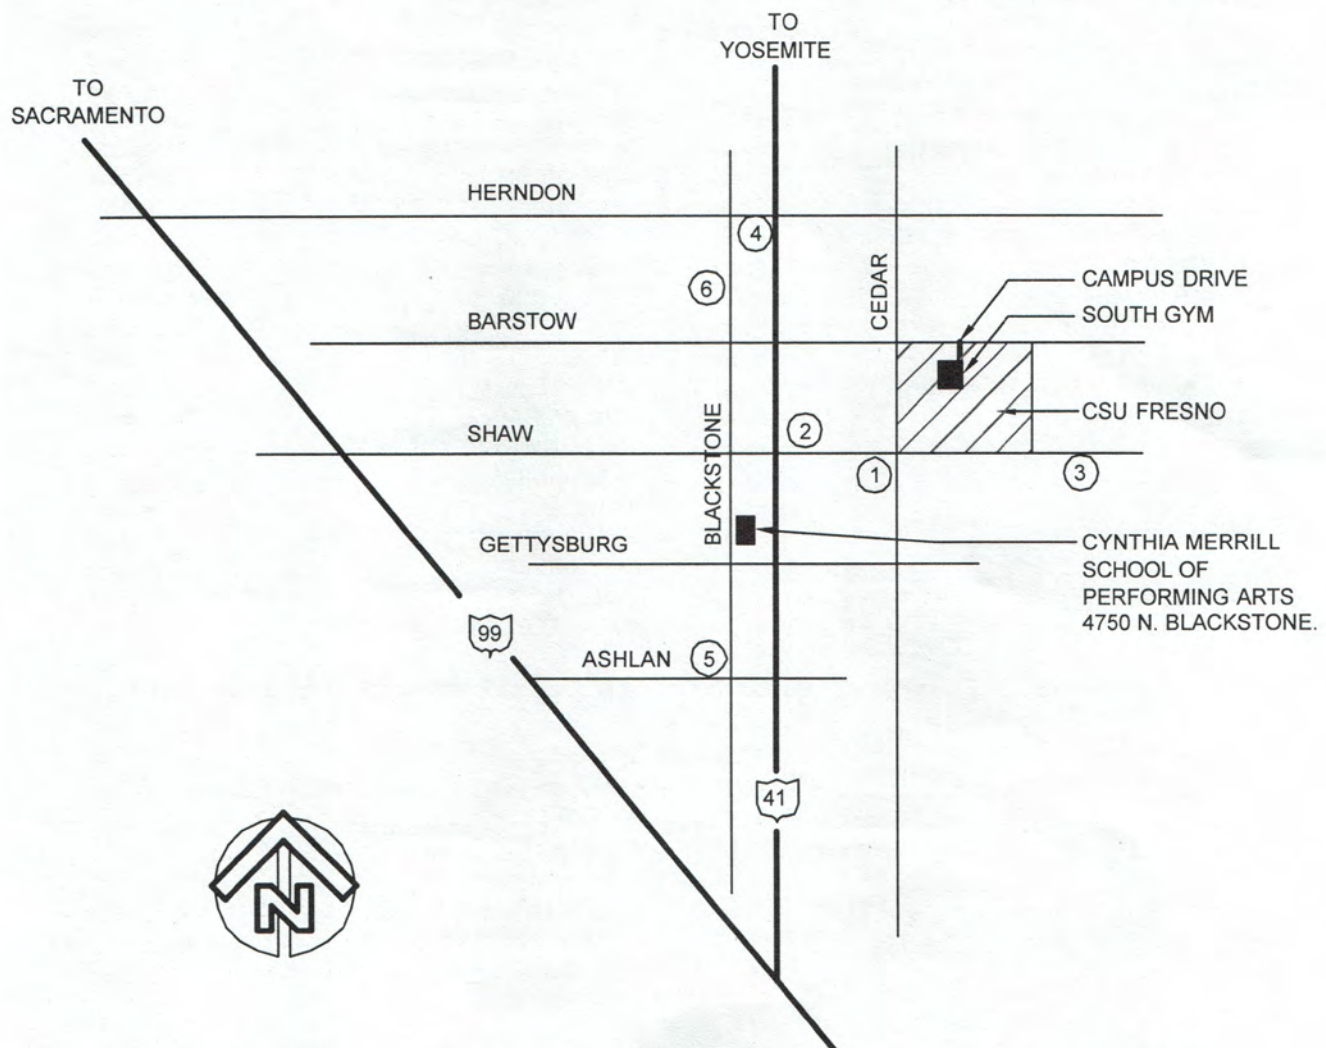 TO
YOSEMITE
TO
SACRAMENTO
HERNDON
4
CEDAR
6
CAMPUS DRIVE
SOUTH GYM
BARSTOW
BLACKSTONE
CSU FRESNO
SHAW
2
1
3
GETTYSBURG
CYNTHIA MERRILL
SCHOOL OF
PERFORMING ARTS
4750 N. BLACKSTONE.
99
ASHLAN
5
41
N